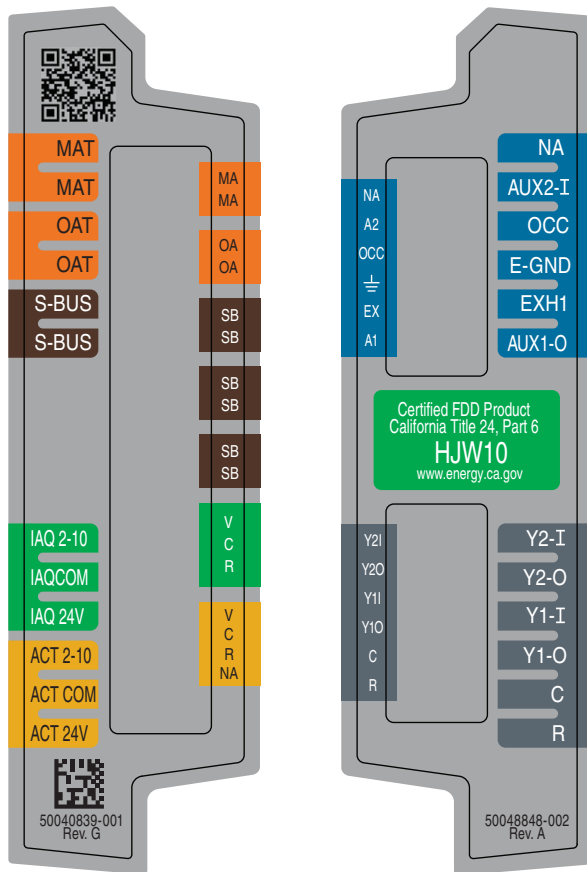 MAT
MAT
OAT
OAT
S-BUS
S-BUS
IAQ 2-10
IAQCOM
IAQ 24V
ACT 2-10
ACT COM
ACT 24V
50040839-001
Rev. G
MA
MA
OA
OA
SB
SB
SB
SB
SB
SB
V
C
R
V
C
R
NA
NA
A2
OCC
EX
A1
Certified FDD Product
California Title 24, Part 6
HJW10
www.energy.ca.gov
Y2I
Y2O
Y1I
Y1O
C
R
NA
AUX2-I
OCC
E-GND
EXH1
AUX1-O
Y2-I
Y2-O
Y1-I
Y1-O
C
R
50048848-002
Rev. A